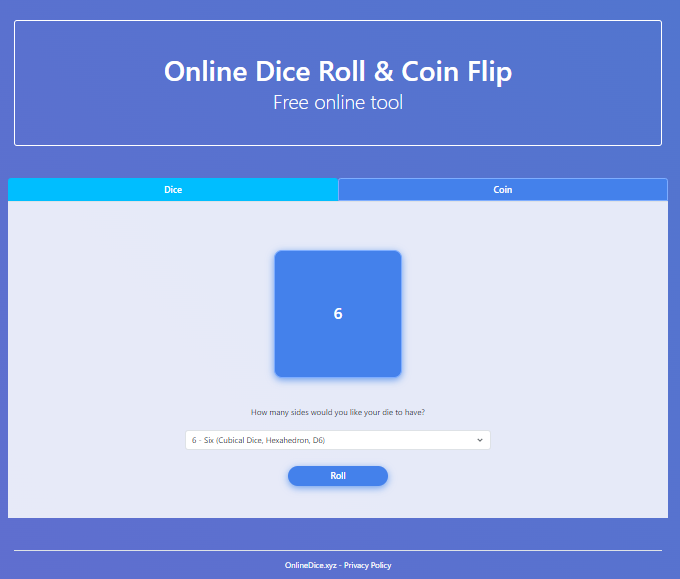 Online Dice Roll & Coin Flip
Free online tool
Dice
Coin
6
How many sides would you like your die to have?
6 - Six (Cubical Dice, Hexahedron, D6)
Roll
OnlineDice.xyz - Privacy Policy